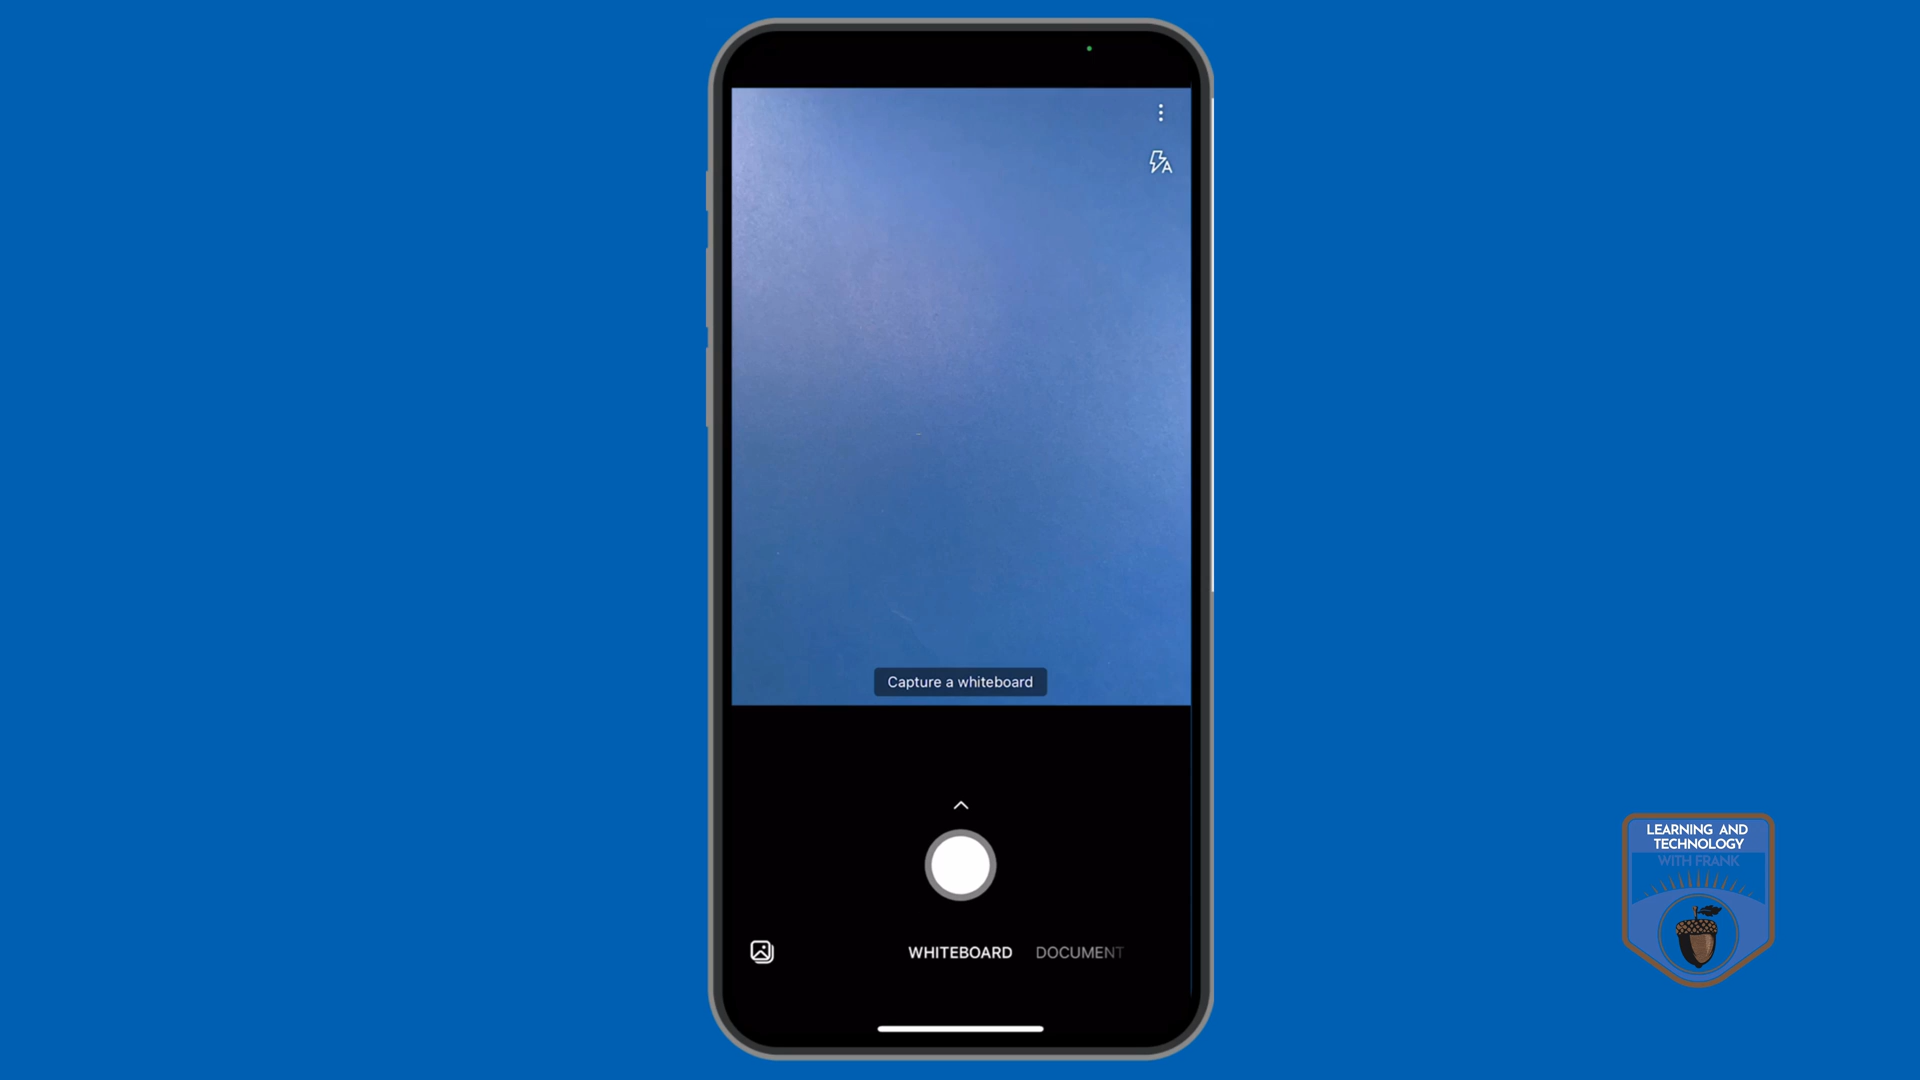 Capture a whiteboard
WHITEBOARD DOCUMENT
LEARNING AND
TECHNOLOGY
WITH FRANK